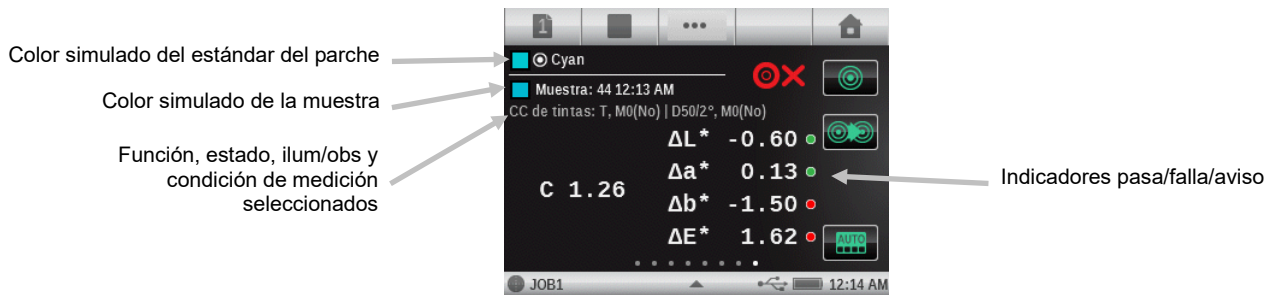 1
Color simulado del estándar del parche
Cyan
Color simulado de la muestra
Muestra: 44 12:13 AM
CC de tintas: T, M0(No) | D50/2°, M0(No)
Función, estado, ilum/obs y
condición de medición
seleccionados
C 1.26
ΔL* -0.60
Δa* 0.13
Δb* -1.50
ΔE* 1.62
AUTO
Indicadores pasa/falla/aviso
JOB1
12:14 AM